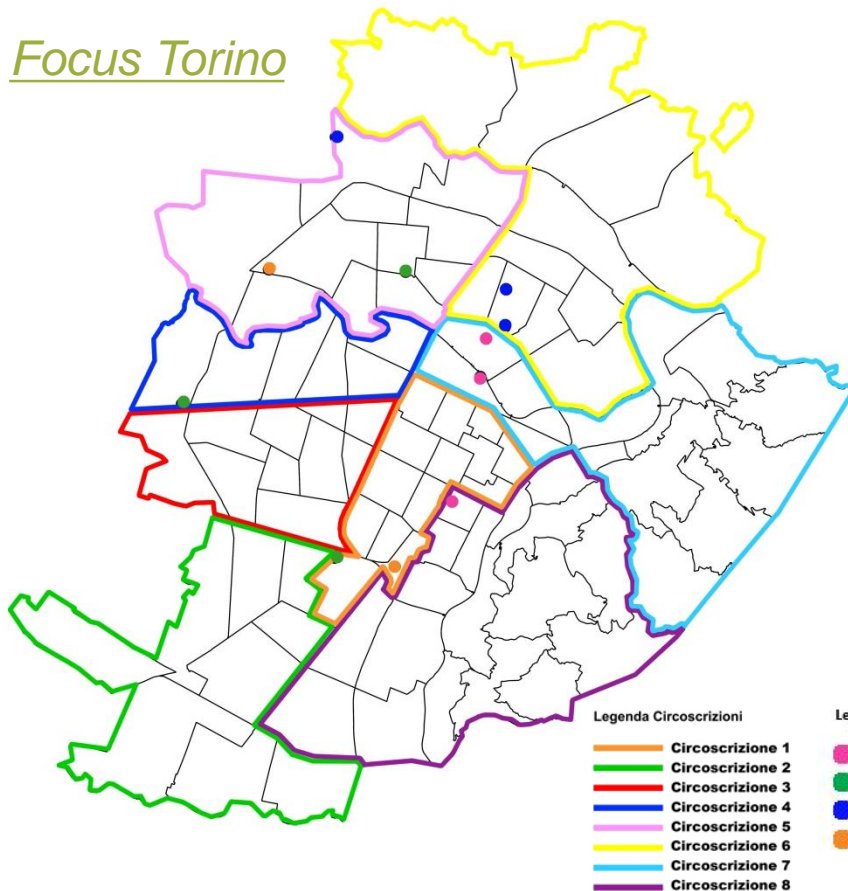 Focus Torino
Legenda Circoscrizioni
Circoscrizione 1
Circoscrizione 2
Circoscrizione 3
Circoscrizione 4
Circoscrizione 5
Circoscrizione 6
Circoscrizione 7
Circoscrizione 8
Le